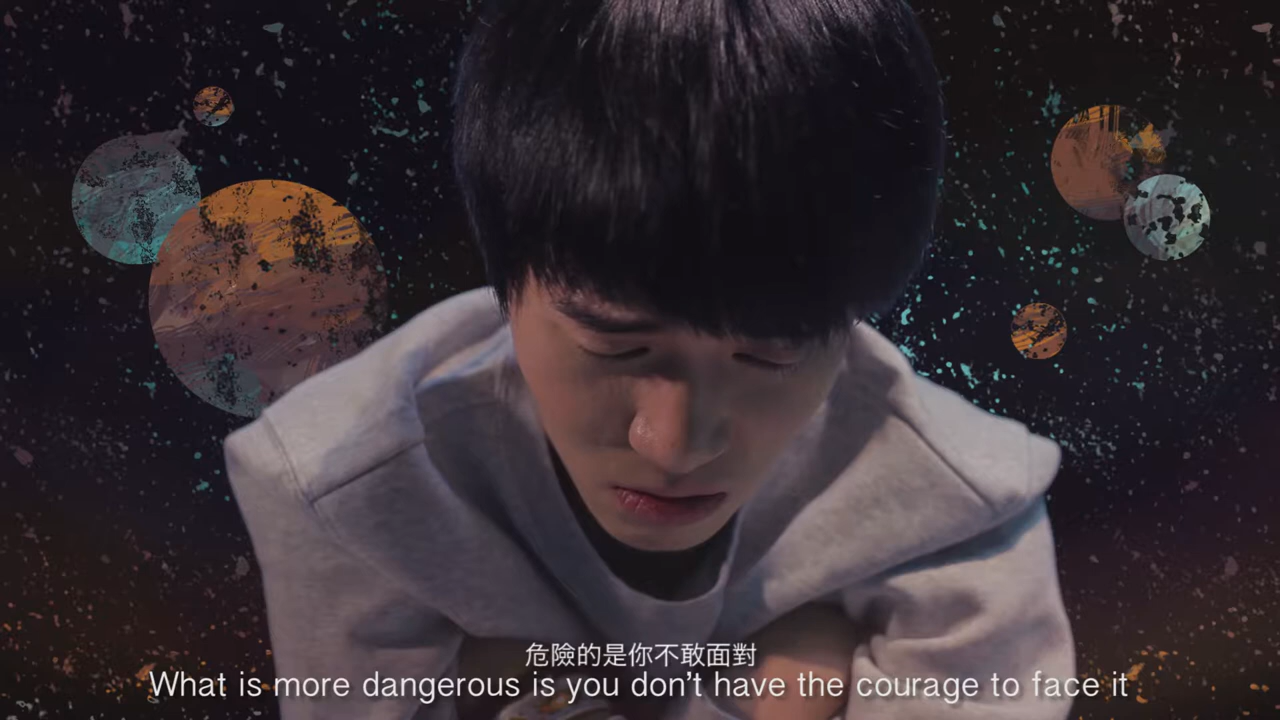 危險的是你不敢面對
What is more dangerous is you don't have the courage to face it